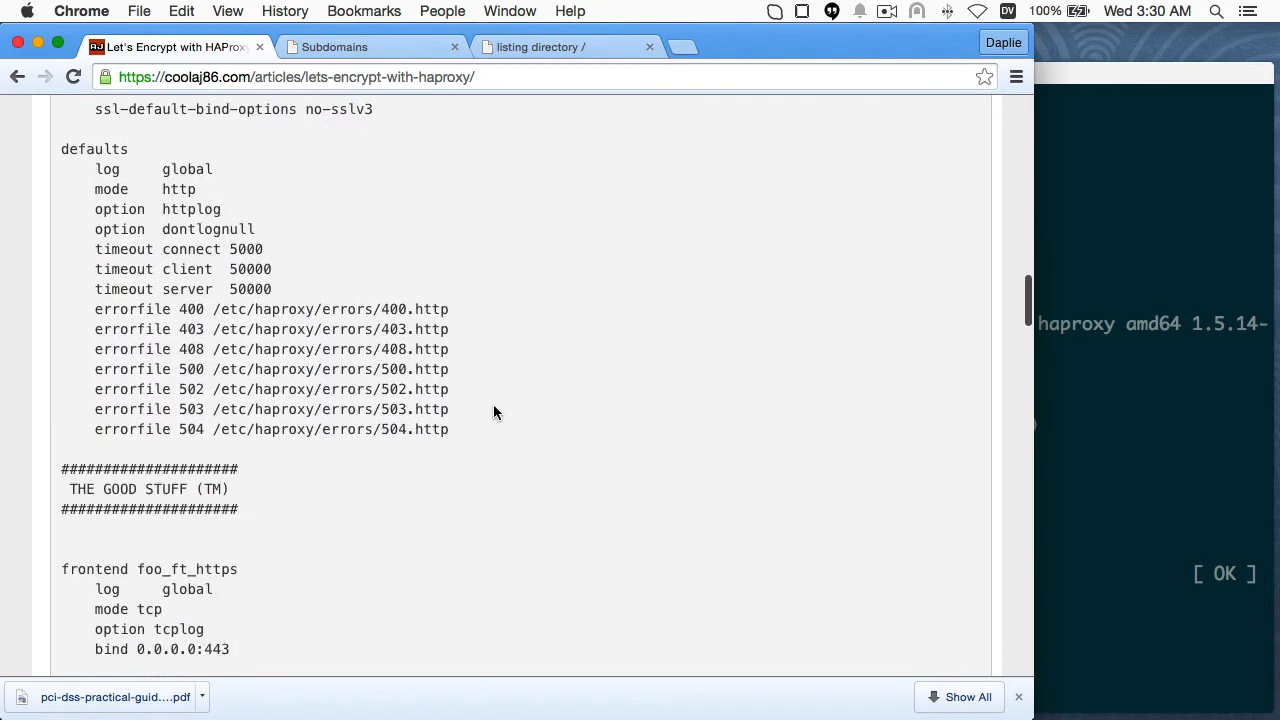 Chrome File Edit View History Bookmarks People Window Help
DV 100% Wed 3:30 AM
AJ Let's Encrypt with HAProxy
Subdomains
listing directory /
Daplie
https://coolaj86.com/articles/lets-encrypt-with-haproxy/
ssl-default-bind-options no-sslv3
defaults
log global
mode http
option httplog
option dontlognull
timeout connect 5000
timeout client 50000
timeout server 50000
errorfile 400 /etc/haproxy/errors/400.http
errorfile 403 /etc/haproxy/errors/403.http
errorfile 408 /etc/haproxy/errors/408.http
errorfile 500 /etc/haproxy/errors/500.http
errorfile 502 /etc/haproxy/errors/502.http
errorfile 503 /etc/haproxy/errors/503.http
errorfile 504 /etc/haproxy/errors/504.http
#####################
THE GOOD STUFF (TM)
#####################
frontend foo_ft_https
log global
mode tcp
option tcplog
bind 0.0.0.0:443
haproxy amd64 1.5.14-
)
[ OK ]
pci-dss-practical-guid....pdf
Show All